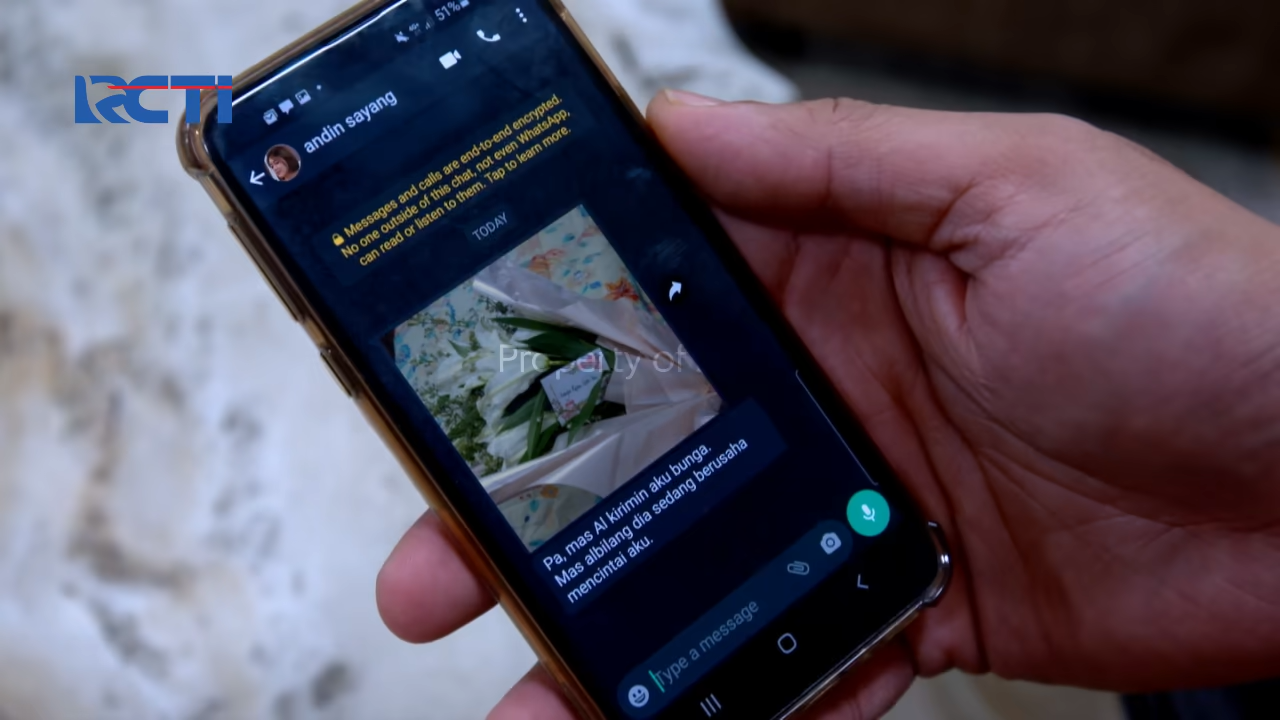 RCTI
51%
andin sayang
Messages and calls are end-to-end encrypted.
No one outside of this chat, not even WhatsApp,
can read or listen to them. Tap to learn more.
TODAY
Property of
Pa, mas Al kirimin aku bunga.
Mas albilang dia sedang berusaha
mencintai aku.
Type a message